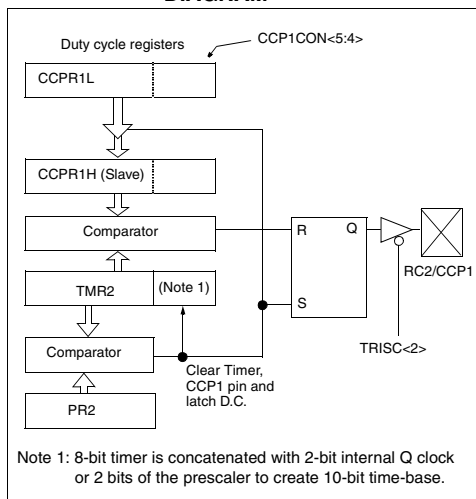 DIAGRAM
Duty cycle registers
CCP1CON<5:4>
CCPR1L
CCPR1H (Slave)
Comparator
R
Q
RC2/CCP1
TMR2
(Note 1)
S
TRISC<2>
Comparator
Clear Timer,
CCP1 pin and
latch D.C.
PR2
Note 1: 8-bit timer is concatenated with 2-bit internal Q clock
or 2 bits of the prescaler to create 10-bit time-base.